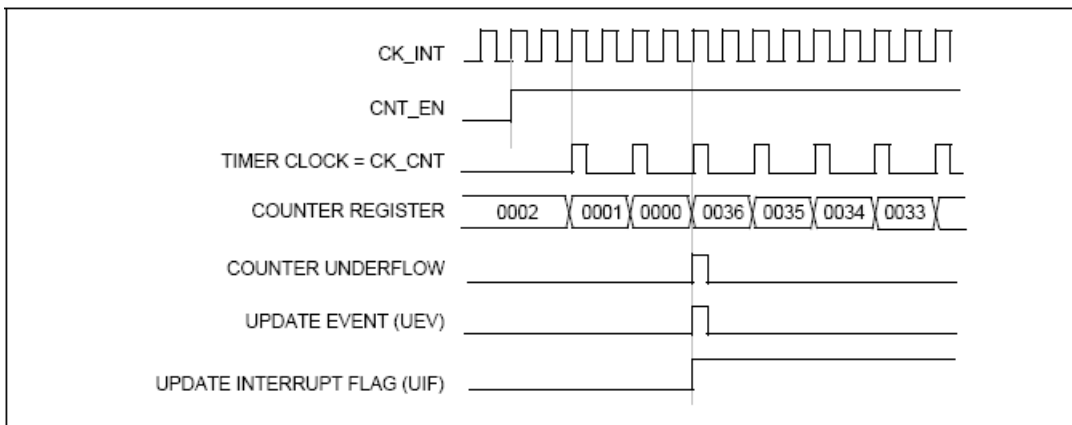 CK_INT
CNT_EN
TIMER CLOCK = CK_CNT
COUNTER REGISTER 0002 0001 0000 0036 0035 0034 0033
COUNTER UNDERFLOW
UPDATE EVENT (UEV)
UPDATE INTERRUPT FLAG (UIF)